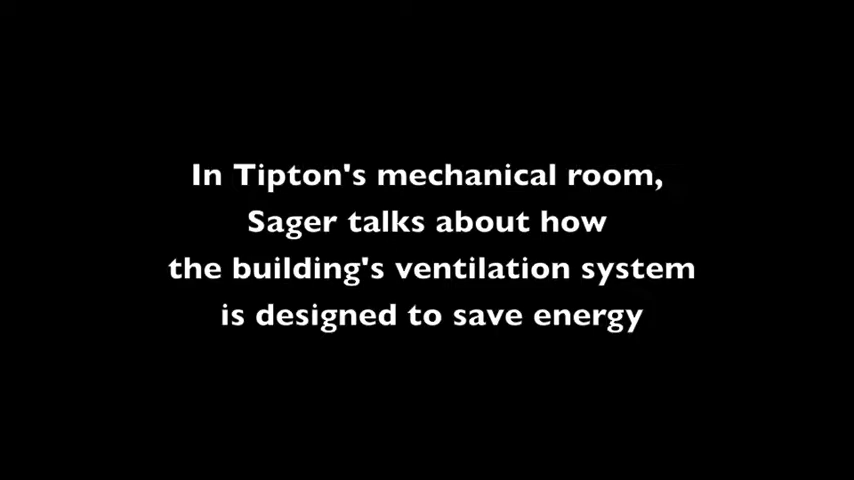 In Tipton's mechanical room,
Sager talks about how
the building's ventilation system
is designed to save energy